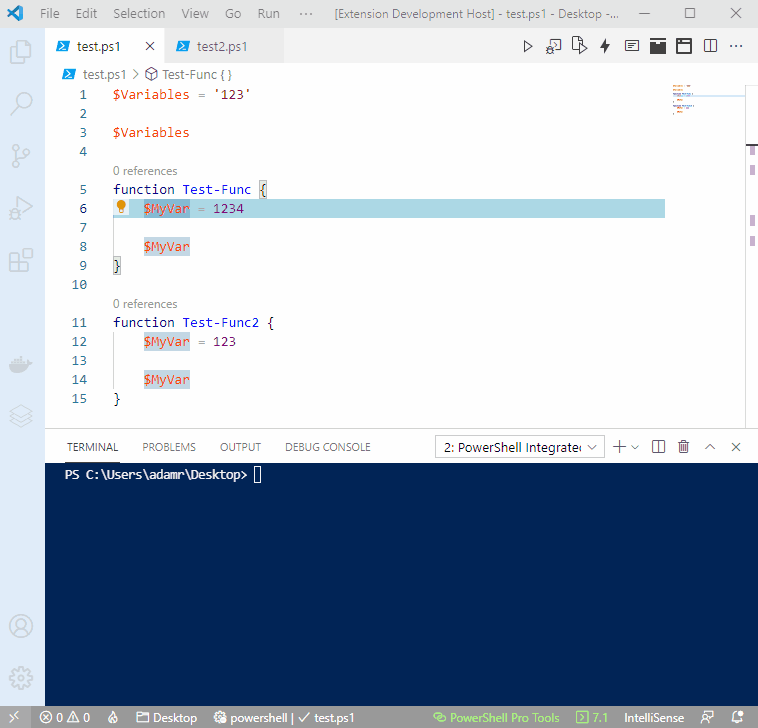 File Edit Selection View Go Run ··· [Extension Development Host] - test.ps1 - Desktop -...
test.ps1 test2.ps1
test.ps1 > Test-Func { }
1 $Variables = '123'
2
3 $Variables
4
0 references
5 function Test-Func {
6 $MyVar = 1234
7
8 $MyVar
9 }
10
0 references
11 function Test-Func2 {
12 $MyVar = 123
13
14 $MyVar
15 }
TERMINAL PROBLEMS OUTPUT DEBUG CONSOLE 2: PowerShell Integrate
PS C:\Users\adamr\Desktop>
0 0 Desktop powershell | test.ps1 PowerShell Pro Tools 7.1 IntelliSense